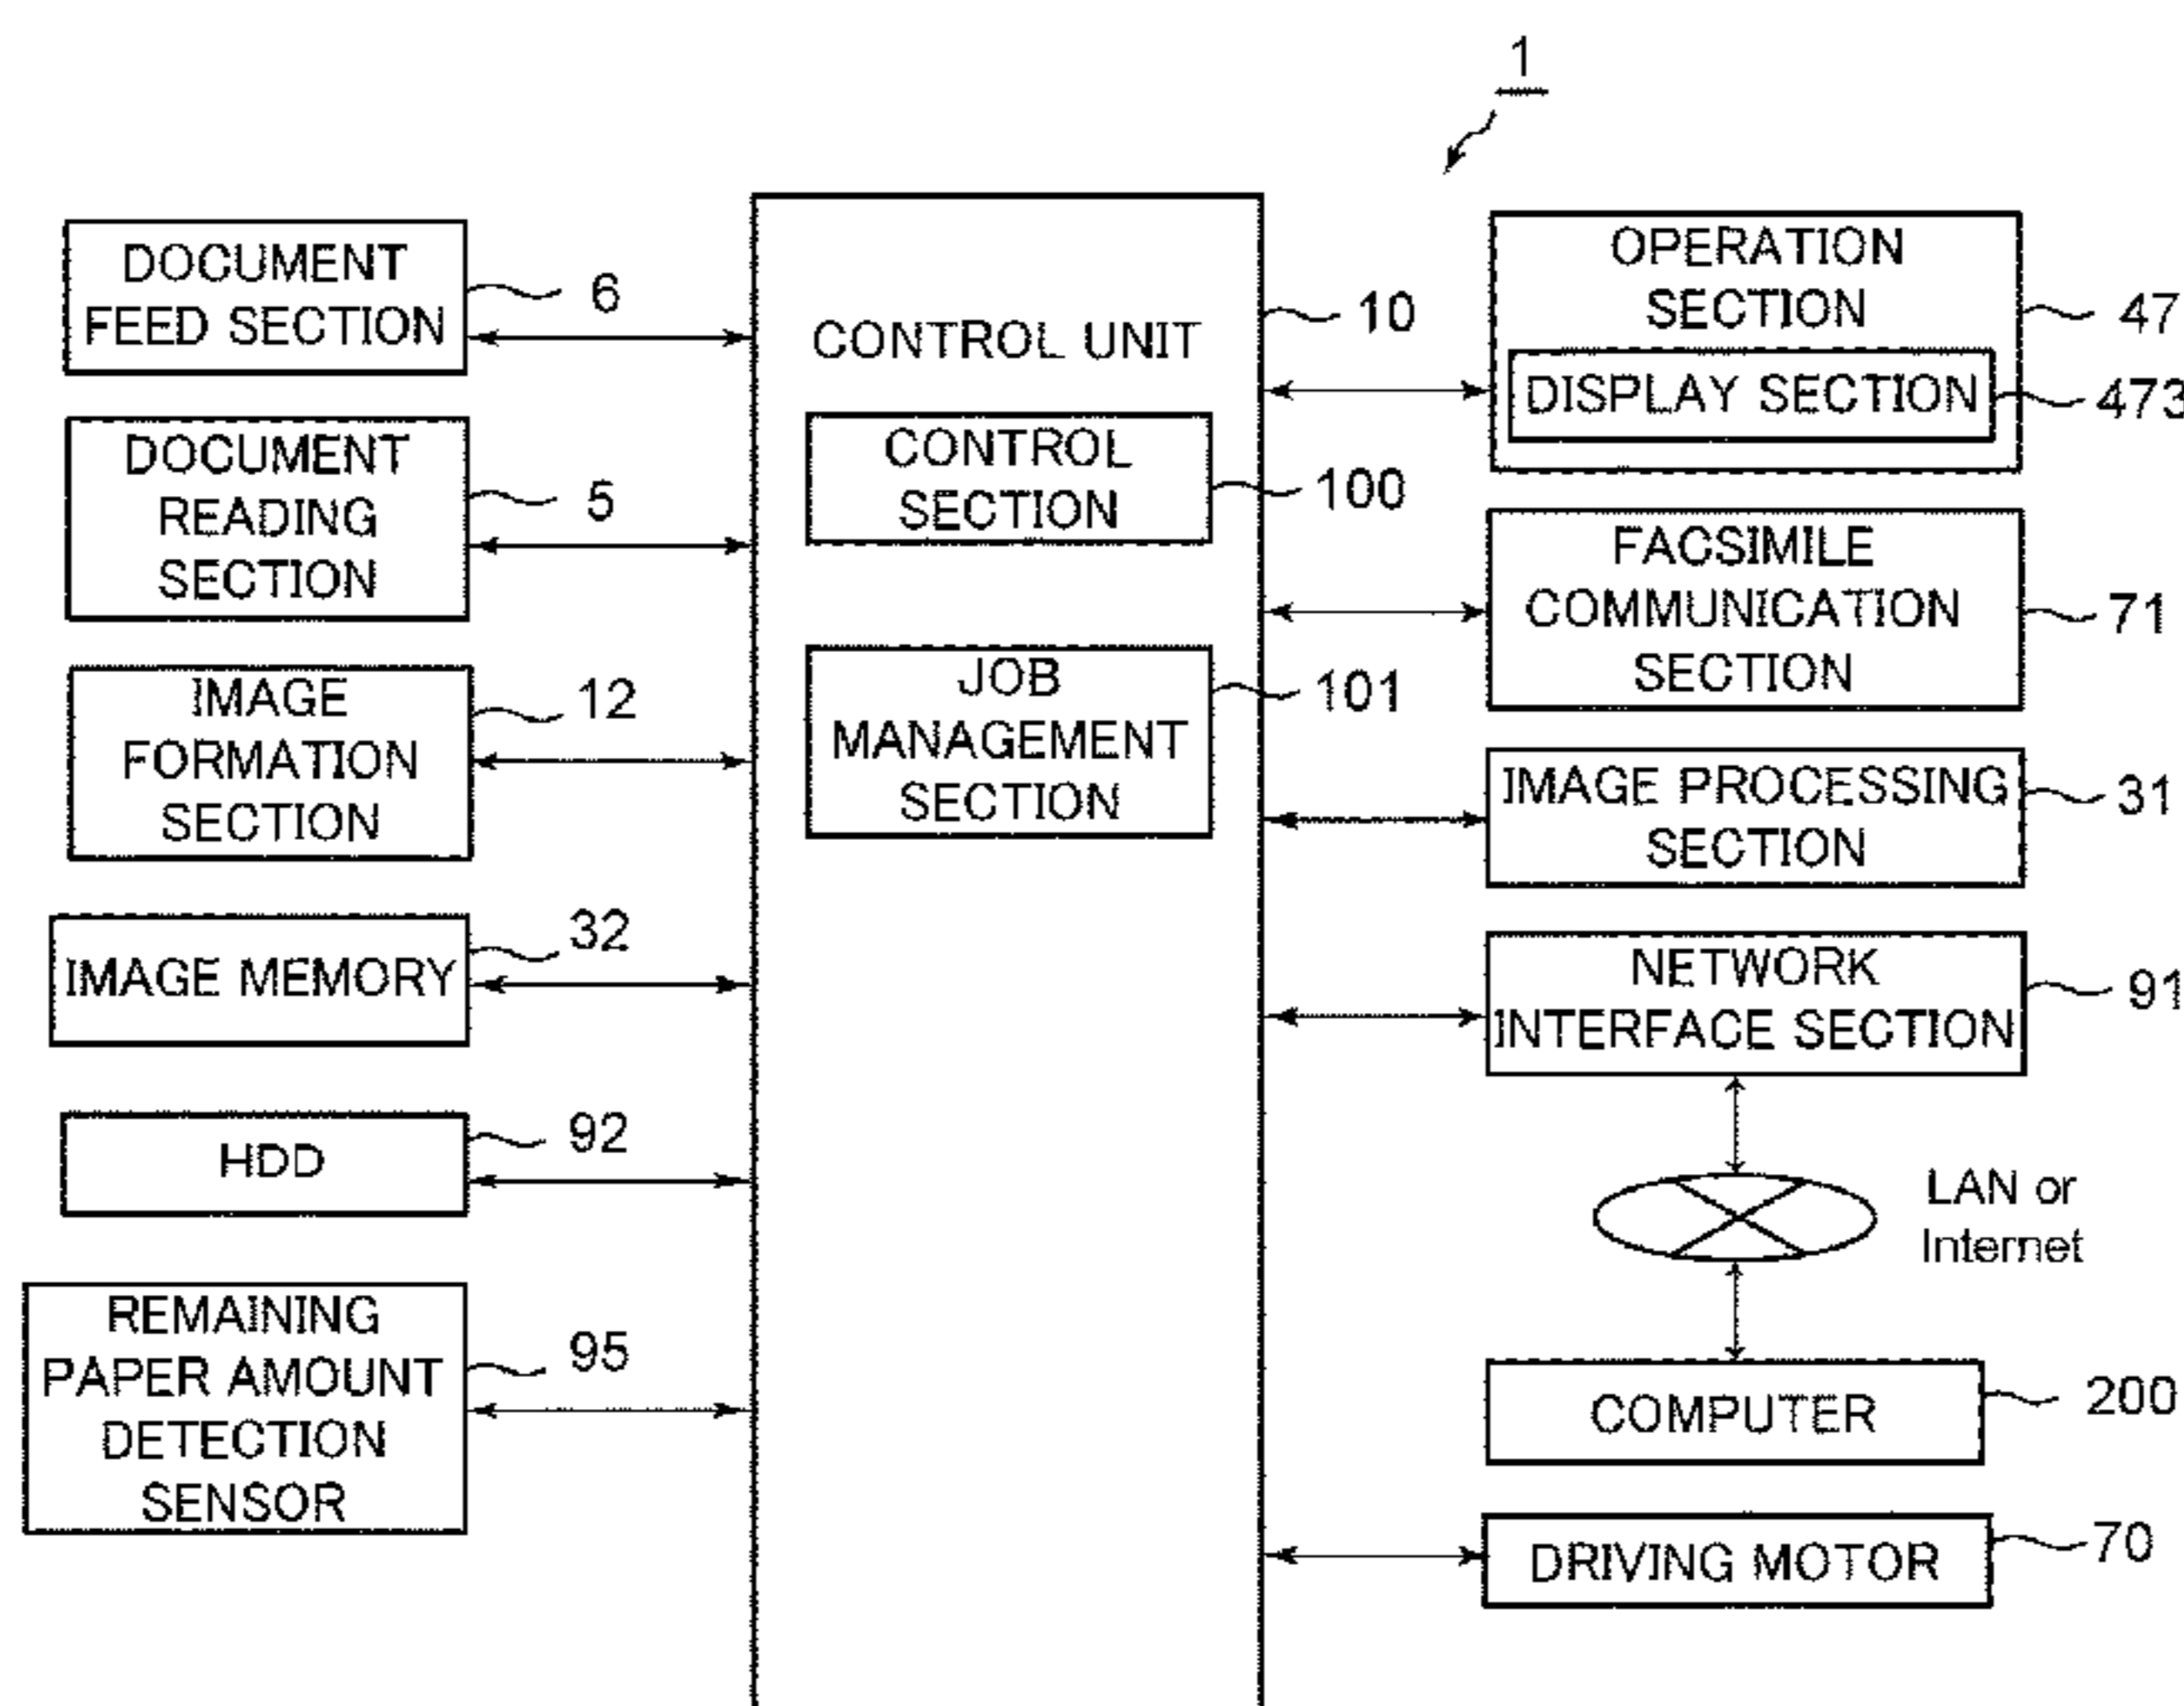 1
DOCUMENT
FEED SECTION
6
DOCUMENT
READING
SECTION
5
IMAGE
FORMATION
SECTION
12
IMAGE MEMORY
32
HDD
92
REMAINING
PAPER AMOUNT
DETECTION
SENSOR
95
CONTROL UNIT
10
CONTROL
SECTION
100
JOB
MANAGEMENT
SECTION
101
OPERATION
SECTION
47
DISPLAY SECTION
473
FACSIMILE
COMMUNICATION
SECTION
71
IMAGE PROCESSING
SECTION
31
NETWORK
INTERFACE SECTION
91
LAN or
Internet
COMPUTER
200
DRIVING MOTOR
70